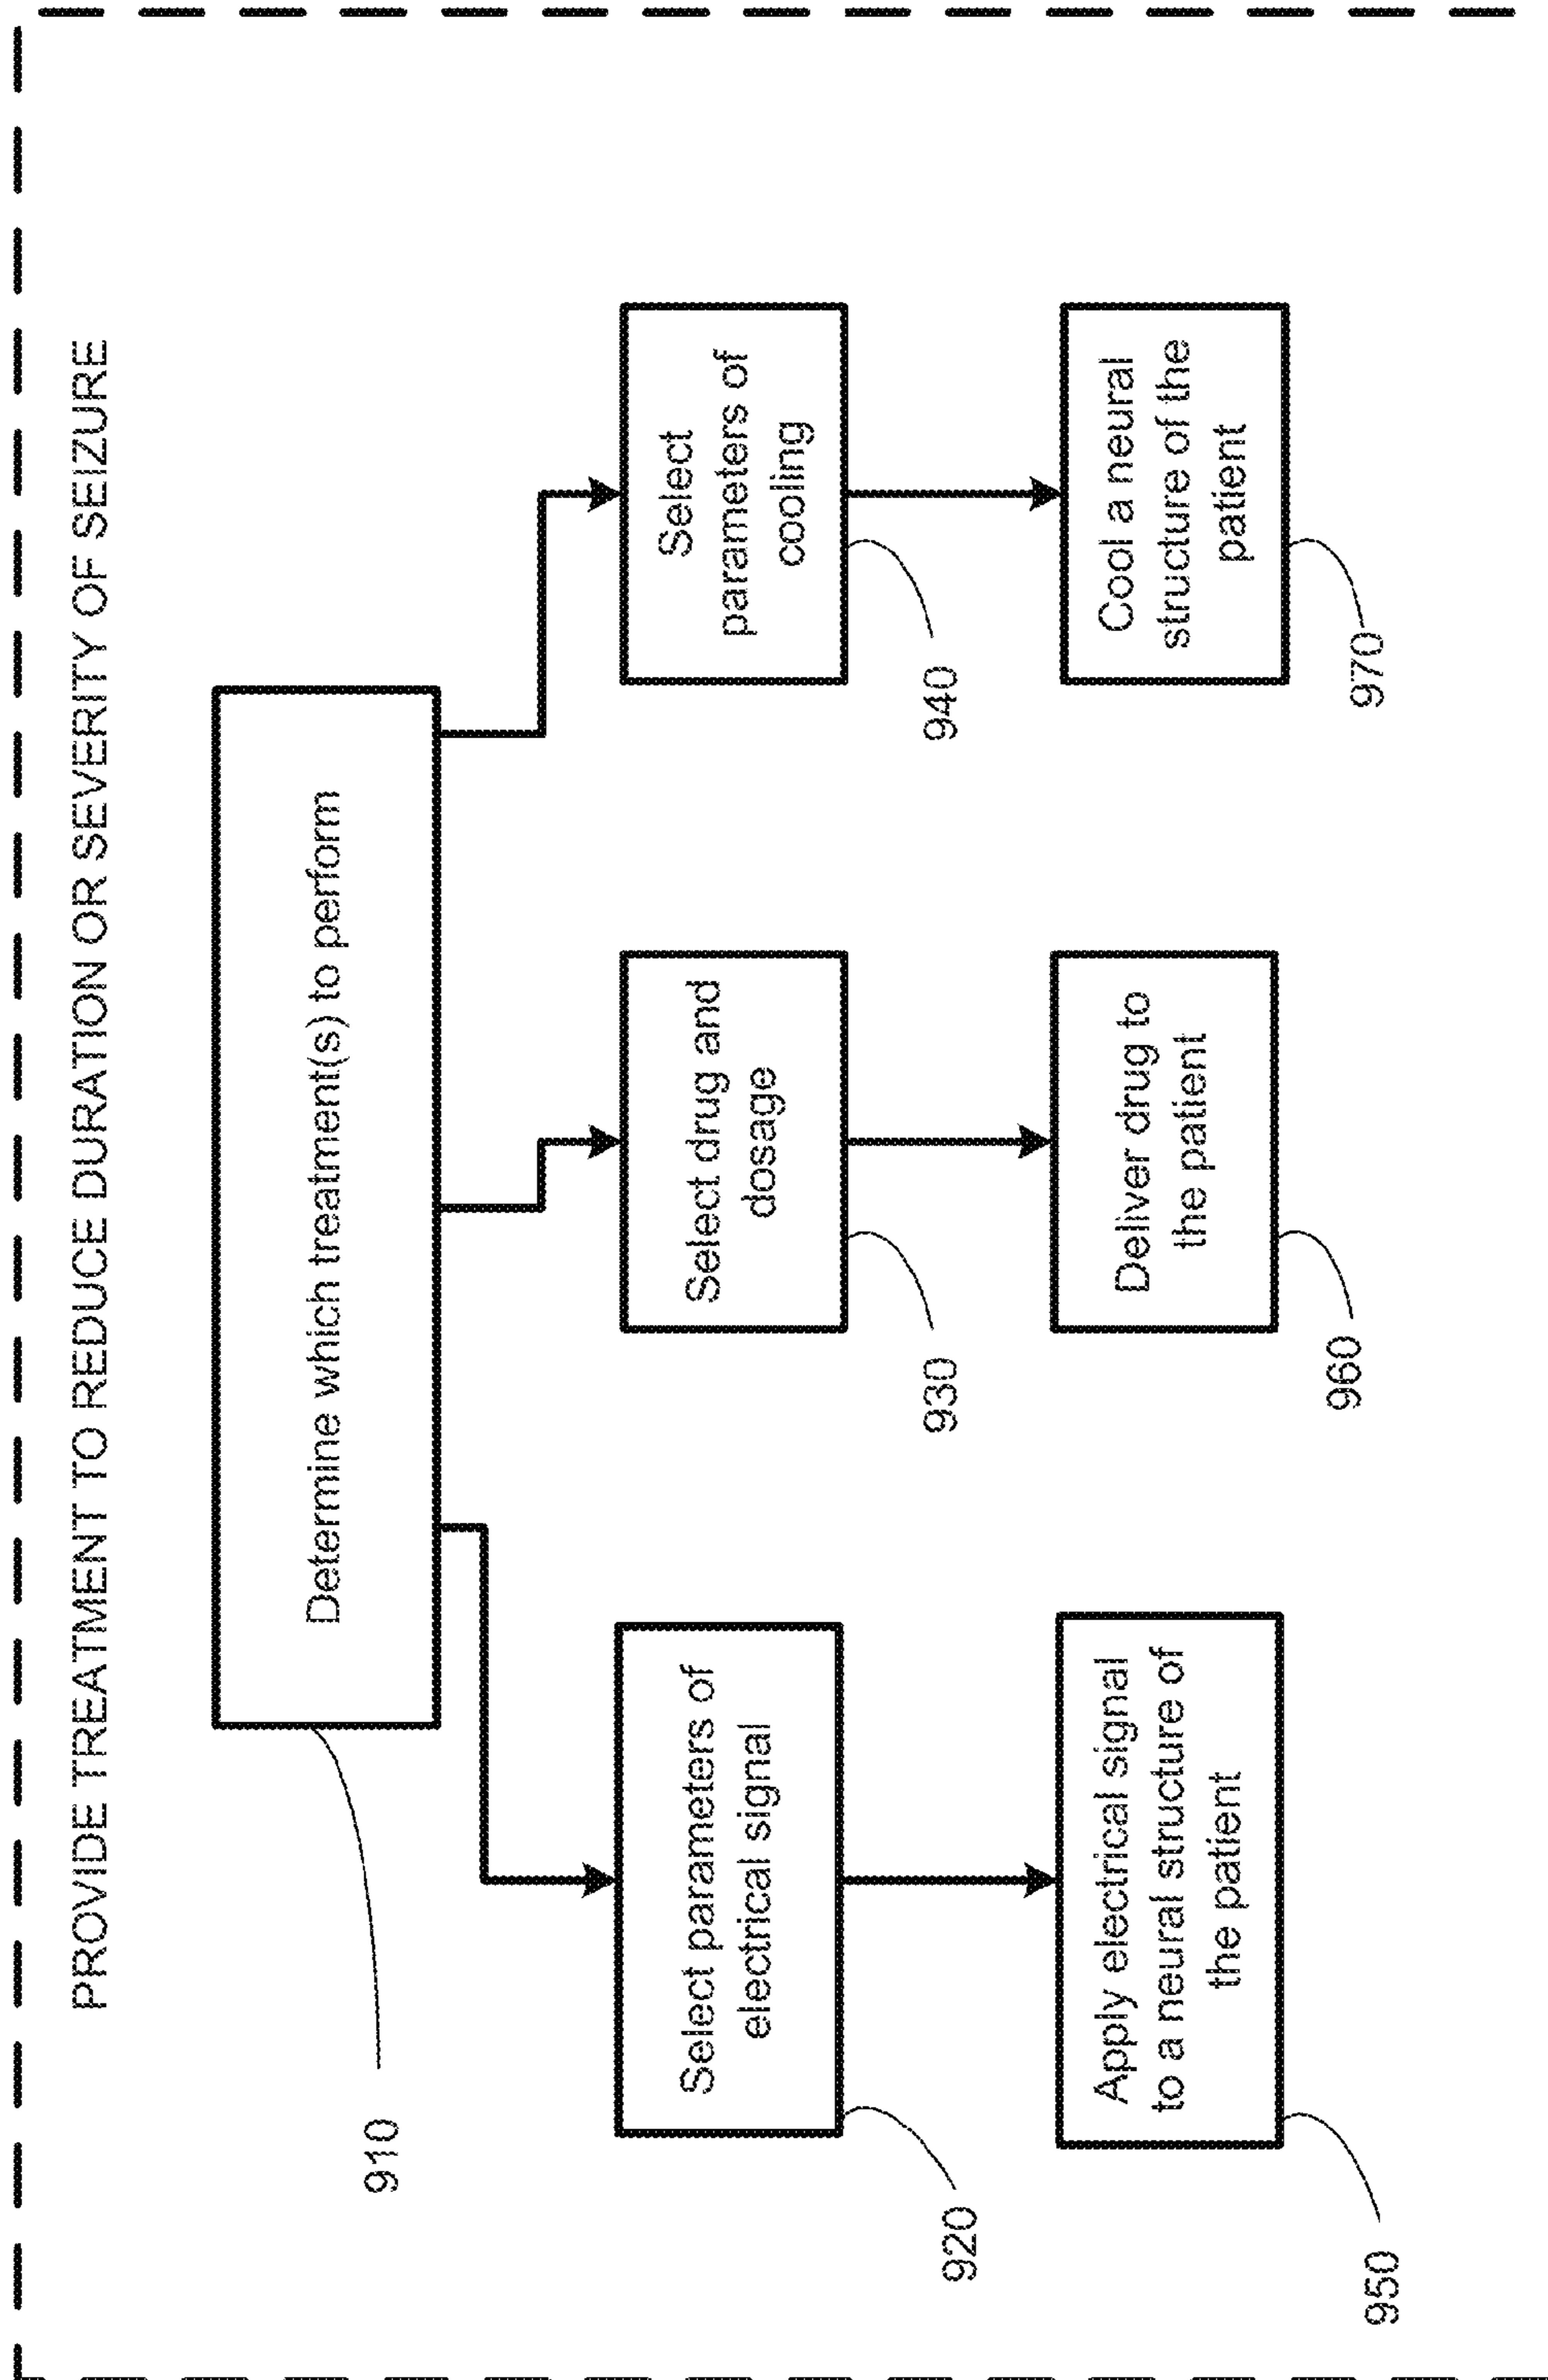 PROVIDE TREATMENT TO REDUCE DURATION OR SEVERITY OF SEIZURE
Determine which treatment(s) to perform
910
Select parameters of
electrical signal
920
Select drug and
dosage
930
Select
parameters of
cooling
940
Apply electrical signal
to a neural structure of
the patient
950
Deliver drug to
the patient
960
Cool a neural
structure of the
patient
970